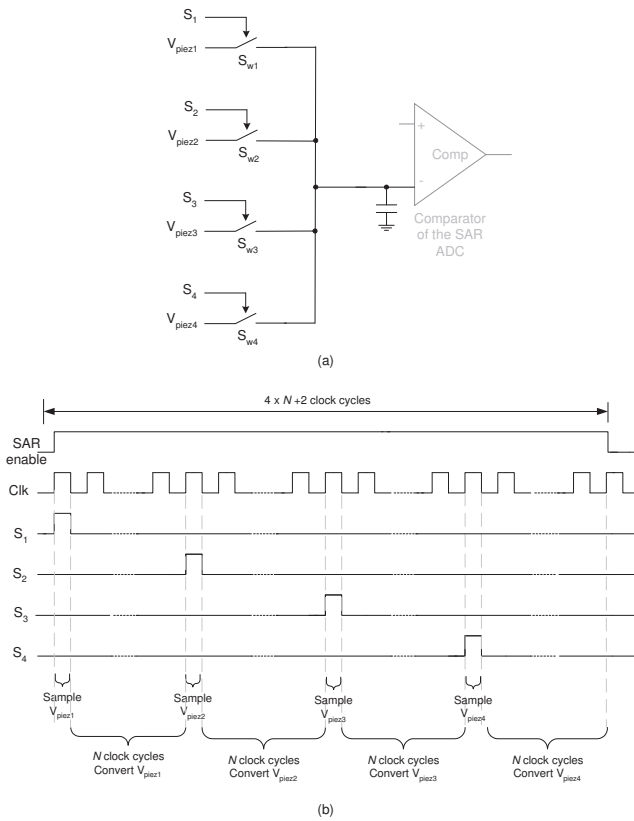 S1
Vpiez1
Sw1
S2
Vpiez2
Sw2
S3
Vpiez3
Sw3
S4
Vpiez4
Sw4
+
-
Comp
Comparator
of the SAR
ADC
(a)
4 x N +2 clock cycles
SAR
enable
Clk
S1
S2
S3
S4
Sample
Vpiez1
Sample
Vpiez2
Sample
Vpiez3
Sample
Vpiez4
N clock cycles
Convert Vpiez1
N clock cycles
Convert Vpiez2
N clock cycles
Convert Vpiez3
N clock cycles
Convert Vpiez4
(b)